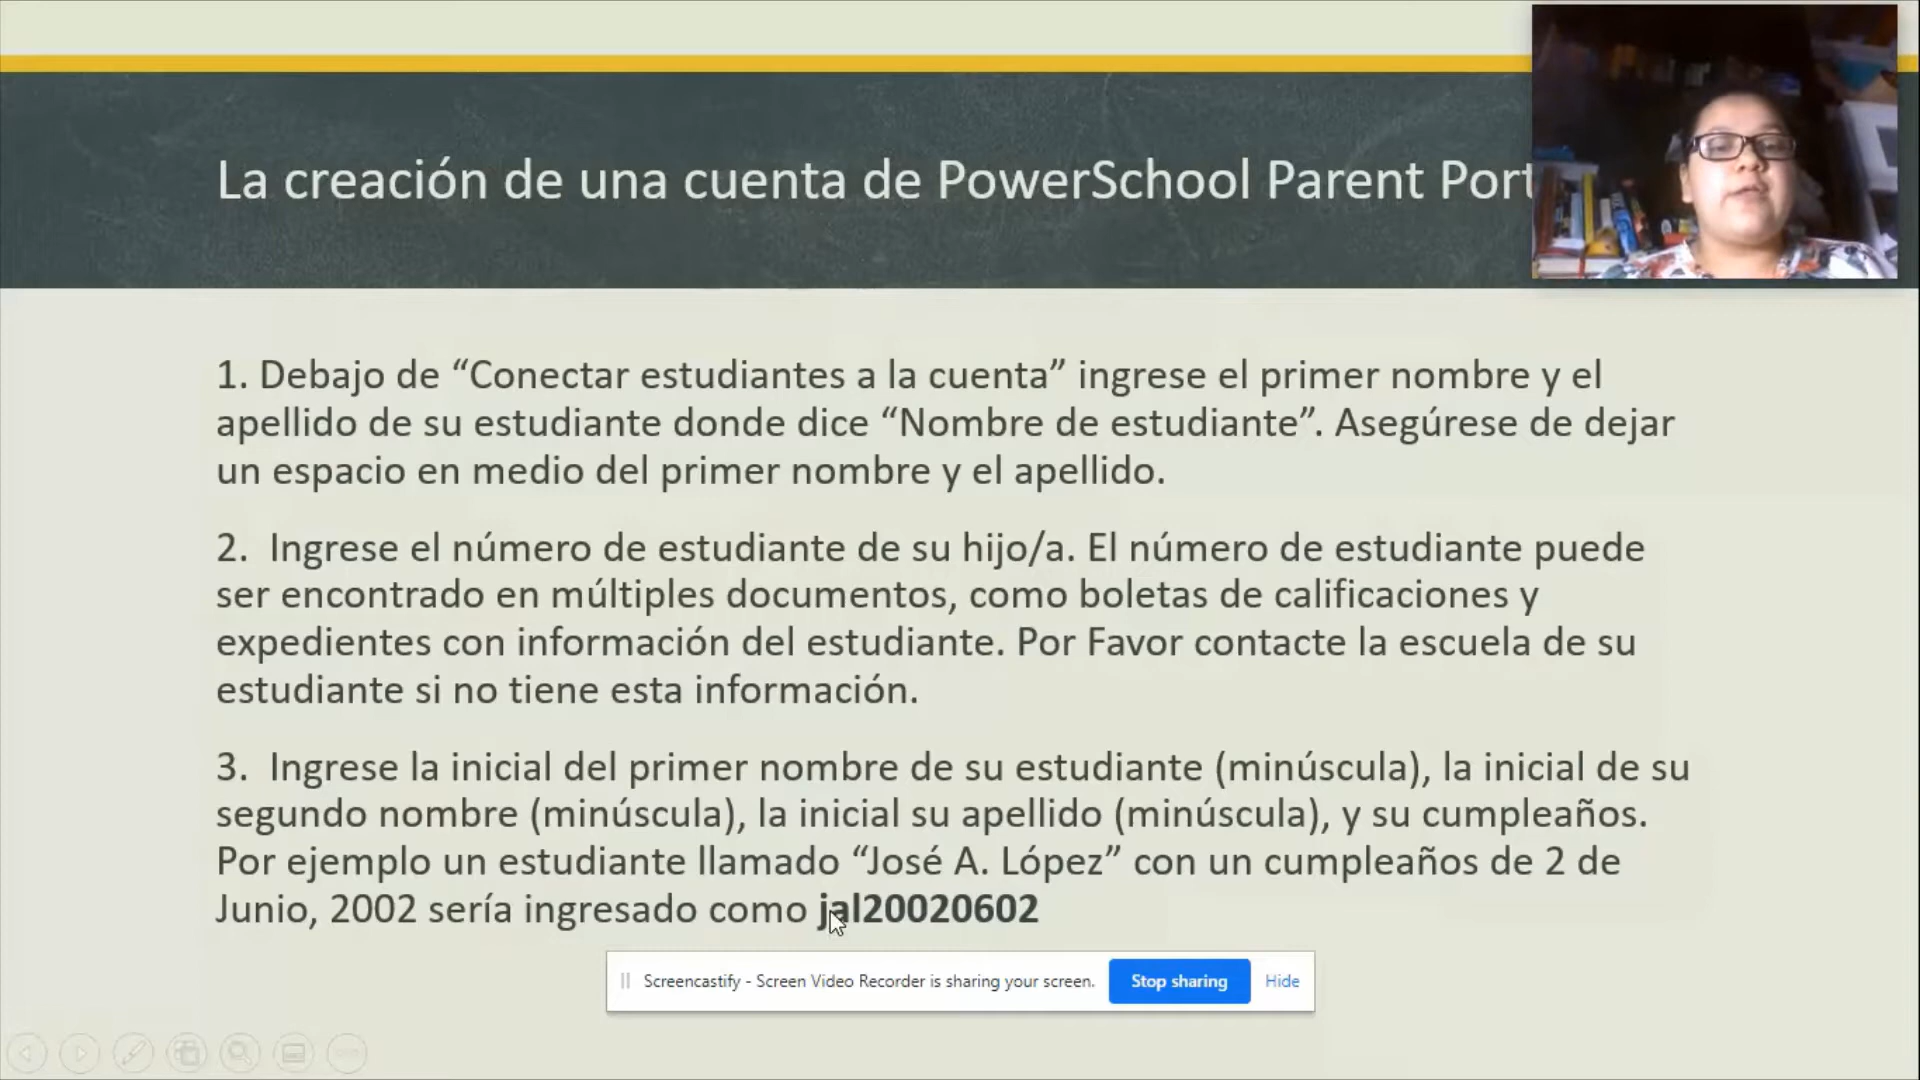 La creación de una cuenta de PowerSchool Parent Port
1. Debajo de “Conectar estudiantes a la cuenta” ingrese el primer nombre y el
apellido de su estudiante donde dice “Nombre de estudiante”. Asegúrese de dejar
un espacio en medio del primer nombre y el apellido.
2. Ingrese el número de estudiante de su hijo/a. El número de estudiante puede
ser encontrado en múltiples documentos, como boletas de calificaciones y
expedientes con información del estudiante. Por Favor contacte la escuela de su
estudiante si no tiene esta información.
3. Ingrese la inicial del primer nombre de su estudiante (minúscula), la inicial de su
segundo nombre (minúscula), la inicial su apellido (minúscula), y su cumpleaños.
Por ejemplo un estudiante llamado “José A. López” con un cumpleaños de 2 de
Junio, 2002 sería ingresado como jal20020602
Screencastify - Screen Video Recorder is sharing your screen. Stop sharing Hide